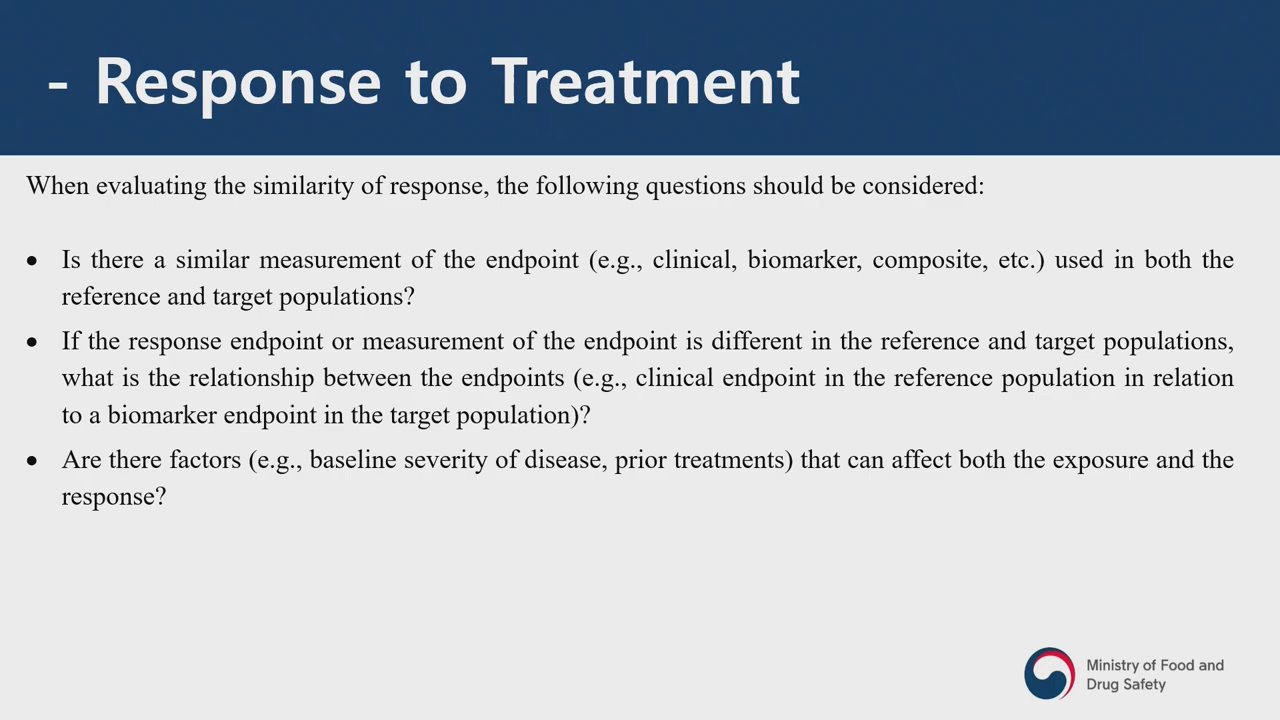 - Response to Treatment
When evaluating the similarity of response, the following questions should be considered:
• Is there a similar measurement of the endpoint (e.g., clinical, biomarker, composite, etc.) used in both the
reference and target populations?
• If the response endpoint or measurement of the endpoint is different in the reference and target populations,
what is the relationship between the endpoints (e.g., clinical endpoint in the reference population in relation
to a biomarker endpoint in the target population)?
• Are there factors (e.g., baseline severity of disease, prior treatments) that can affect both the exposure and the
response?
Ministry of Food and
Drug Safety